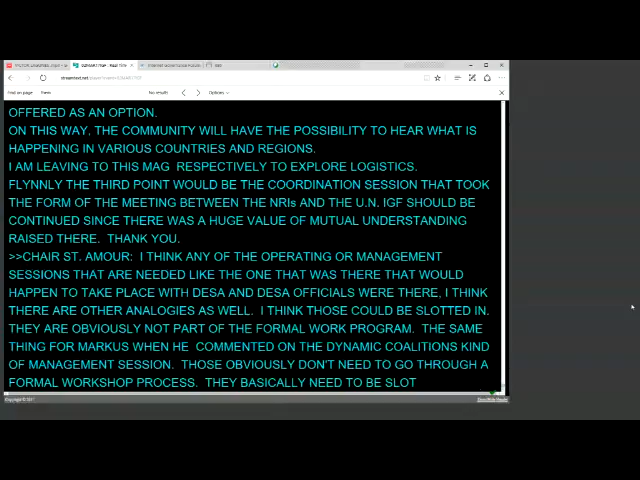 streamtext.net
Find on page
No results
Options
OFFERED AS AN OPTION.
ON THIS WAY, THE COMMUNITY WILL HAVE THE POSSIBILITY TO HEAR WHAT IS
HAPPENING IN VARIOUS COUNTRIES AND REGIONS.
I AM LEAVING TO THIS MAG  RESPECTIVELY TO EXPLORE LOGISTICS.
FLYNNLY THE THIRD POINT WOULD BE THE COORDINATION SESSION THAT TOOK
THE FORM OF THE MEETING BETWEEN THE NRIs AND THE U.N. IGF SHOULD BE
CONTINUED SINCE THERE WAS A HUGE VALUE OF MUTUAL UNDERSTANDING
RAISED THERE.  THANK YOU.
>>CHAIR ST. AMOUR:  I THINK ANY OF THE OPERATING OR MANAGEMENT
SESSIONS THAT ARE NEEDED LIKE THE ONE THAT WAS THERE THAT WOULD
HAPPEN TO TAKE PLACE WITH DESA AND DESA OFFICIALS WERE THERE, I THINK
THERE ARE OTHER ANALOGIES AS WELL.  I THINK THOSE COULD BE SLOTTED IN.
THEY ARE OBVIOUSLY NOT PART OF THE FORMAL WORK PROGRAM.  THE SAME
THING FOR MARKUS WHEN HE  COMMENTED ON THE DYNAMIC COALITIONS KIND
OF MANAGEMENT SESSION.  THOSE OBVIOUSLY DON'T NEED TO GO THROUGH A
FORMAL WORKSHOP PROCESS.  THEY BASICALLY NEED TO BE SLOT